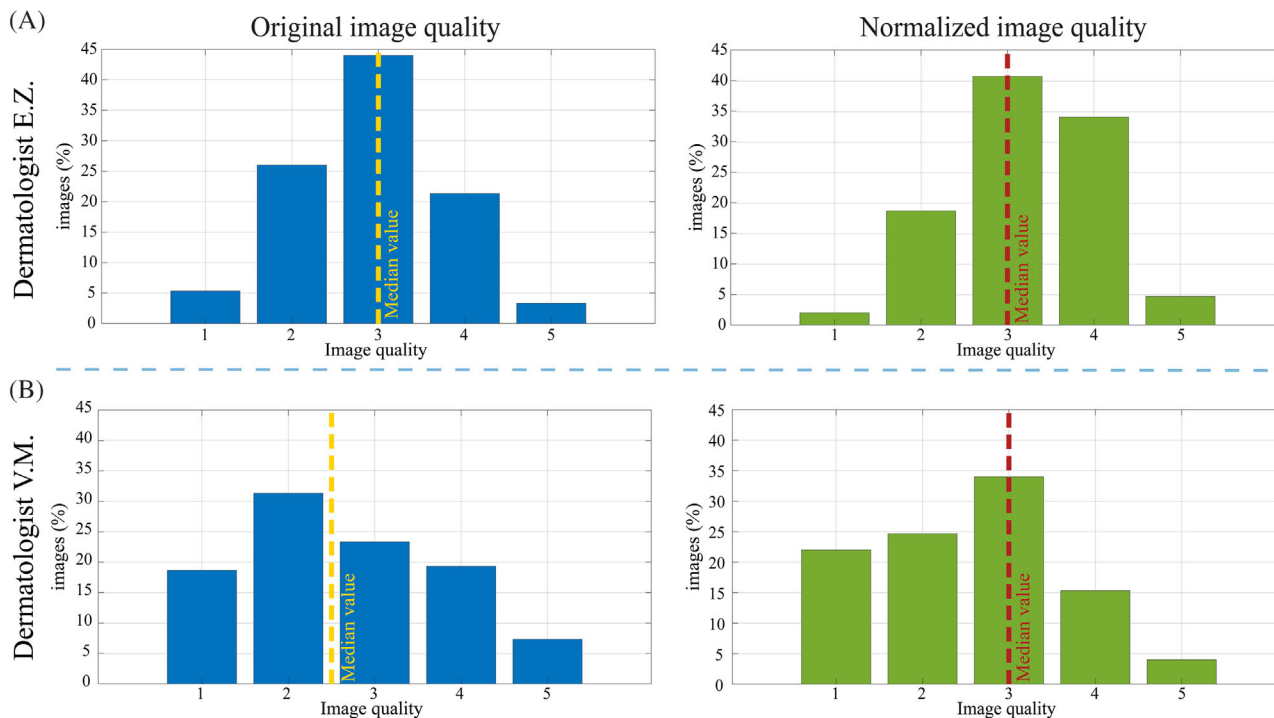 (A)
Original image quality
Normalized image quality
Dermatologist E.Z.
images (%)
45
40
35
30
25
20
15
10
5
0
Median value
1 2 3 4 5
Image quality
images (%)
45
40
35
30
25
20
15
10
5
0
Median value
1 2 3 4 5
Image quality
(B)
Dermatologist V.M.
images (%)
45
40
35
30
25
20
15
10
5
0
Median value
1 2 3 4 5
Image quality
images (%)
45
40
35
30
25
20
15
10
5
0
Median value
1 2 3 4 5
Image quality